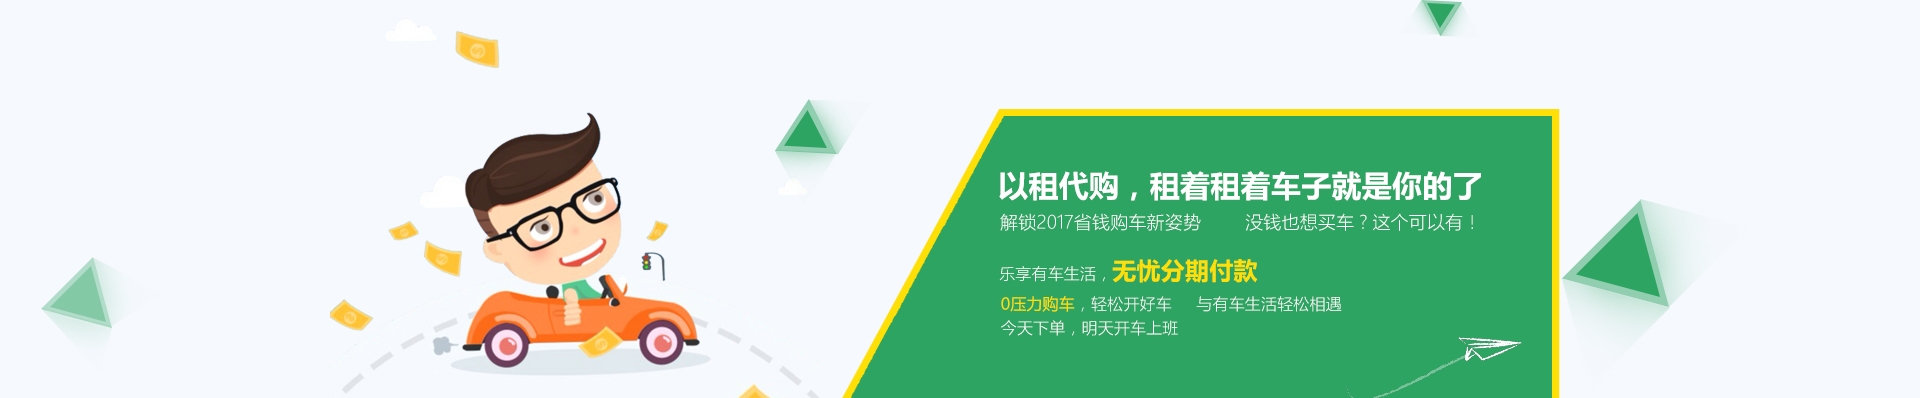 以租代购，租着租着车子就是你的了
解锁2017省钱购车新姿势 没钱也想买车？这个可以有！
乐享有车生活，无忧分期付款
0压力购车，轻松开好车 与有车生活轻松相遇
今天下单，明天开车上班